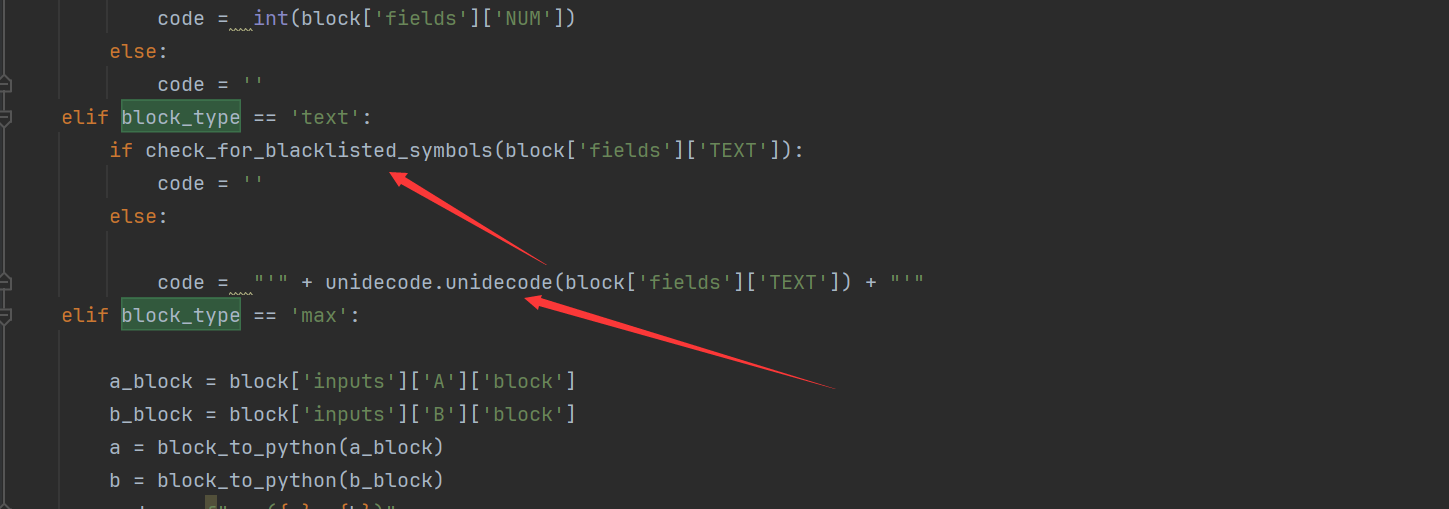 code = int(block['fields']['NUM'])
else:
code = ''
elif block_type == 'text':
if check_for_blacklisted_symbols(block['fields']['TEXT']):
code = ''
else:
code = "'" + unidecode.unidecode(block['fields']['TEXT']) + "'"
elif block_type == 'max':
a_block = block['inputs']['A']['block']
b_block = block['inputs']['B']['block']
a = block_to_python(a_block)
b = block_to_python(b_block)